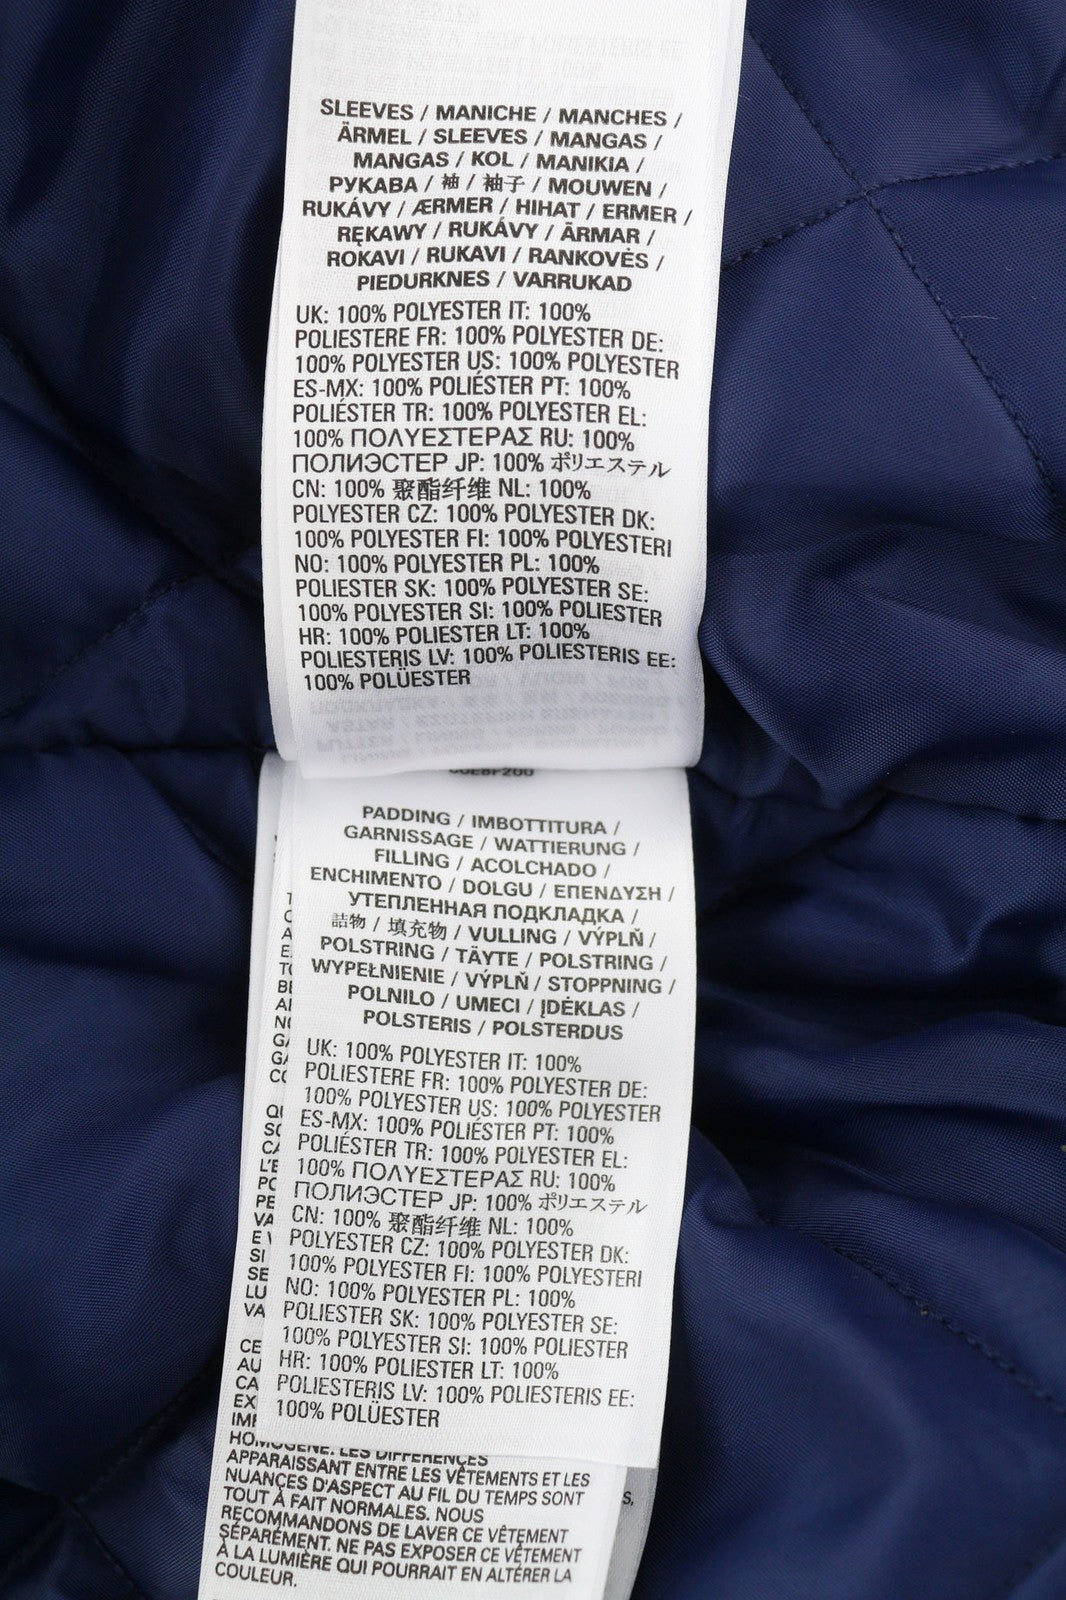 SLEEVES / MANICHE / MANCHES /
ÄRMEL / SLEEVES / MANGAS /
MANGAS / KOL / MANIKIA /
РУКАВА / 袖 / 袖子 / MOUWEN /
RUKÁVY / ÆRMER / HIHAT / ERMER /
RĘKAWY / RUKÁVY / ÄRMAR /
ROKAVI / RUKAVI / RANKOVĖS /
PIEDURKNES / VARRUKAD
UK: 100% POLYESTER IT: 100%
POLIESTERE FR: 100% POLYESTER DE:
100% POLYESTER US: 100% POLYESTER
ES-MX: 100% POLIÉSTER PT: 100%
POLIÉSTER TR: 100% POLYESTER EL:
100% ΠΟΛΥΕΣΤΕΡΑΣ RU: 100%
ПОЛИЭСТЕР JP: 100% ポリエステル
CN: 100% 聚酯纤维 NL: 100%
POLYESTER CZ: 100% POLYESTER DK:
100% POLYESTER FI: 100% POLYESTERI
NO: 100% POLYESTER PL: 100%
POLIESTER SK: 100% POLYESTER SE:
100% POLYESTER SI: 100% POLIESTER
HR: 100% POLIESTER LT: 100%
POLIESTERIS LV: 100% POLIESTERIS EE:
100% POLÜESTER
PADDING / IMBOTTITURA /
GARNISSAGE / WATTIERUNG /
FILLING / ACOLCHADO /
ENCHIMENTO / DOLGU / ΕΠΕΝΔΥΣΗ /
УТЕПЛЕННАЯ ПОДКЛАДКА /
詰物 / 填充物 / VULLING / VÝPLŇ /
POLSTRING / TÄYTE / POLSTRING /
WYPEŁNIENIE / VÝPLŇ / STOPPNING /
POLNILO / UMECI / ĮDĖKLAS /
POLSTERIS / POLSTERDUS
UK: 100% POLYESTER IT: 100%
POLIESTERE FR: 100% POLYESTER DE:
100% POLYESTER US: 100% POLYESTER
ES-MX: 100% POLIÉSTER PT: 100%
POLIÉSTER TR: 100% POLYESTER EL:
100% ΠΟΛΥΕΣΤΕΡΑΣ RU: 100%
ПОЛИЭСТЕР JP: 100% ポリエステル
CN: 100% 聚酯纤维 NL: 100%
POLYESTER CZ: 100% POLYESTER DK:
100% POLYESTER FI: 100% POLYESTERI
NO: 100% POLYESTER PL: 100%
POLIESTER SK: 100% POLYESTER SE:
100% POLYESTER SI: 100% POLIESTER
HR: 100% POLIESTER LT: 100%
POLIESTERIS LV: 100% POLIESTERIS EE:
100% POLÜESTER
HOMOGÈNE. LES DIFFÉRENCES
APPARAISSANT ENTRE LES VÊTEMENTS ET LES
NUANCES D'ASPECT AU FIL DU TEMPS SONT
TOUT À FAIT NORMALES. NOUS
RECOMMANDONS DE LAVER CE VÊTEMENT
SÉPARÉMENT. NE PAS EXPOSER CE VÊTEMENT
À LA LUMIÈRE QUI POURRAIT EN ALTÉRER LA
COULEUR.